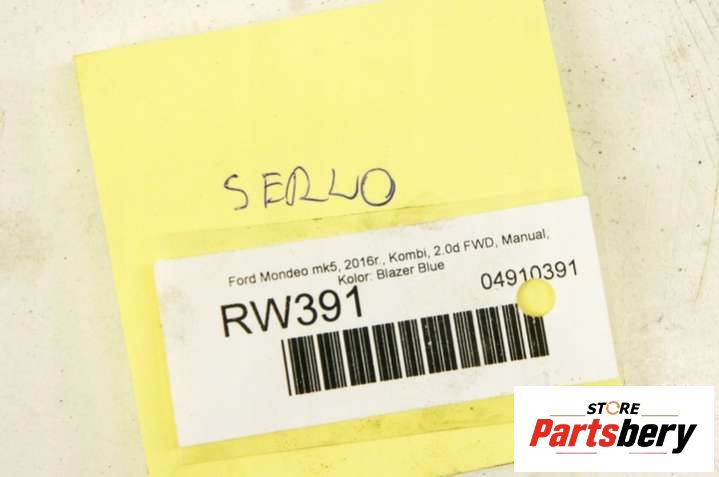 SERWO
Ford Mondeo mk5, 2016r., Kombi, 2.0d FWD, Manual,
Kolor: Blazer Blue
RW391
04910391
STORE
Partsbery